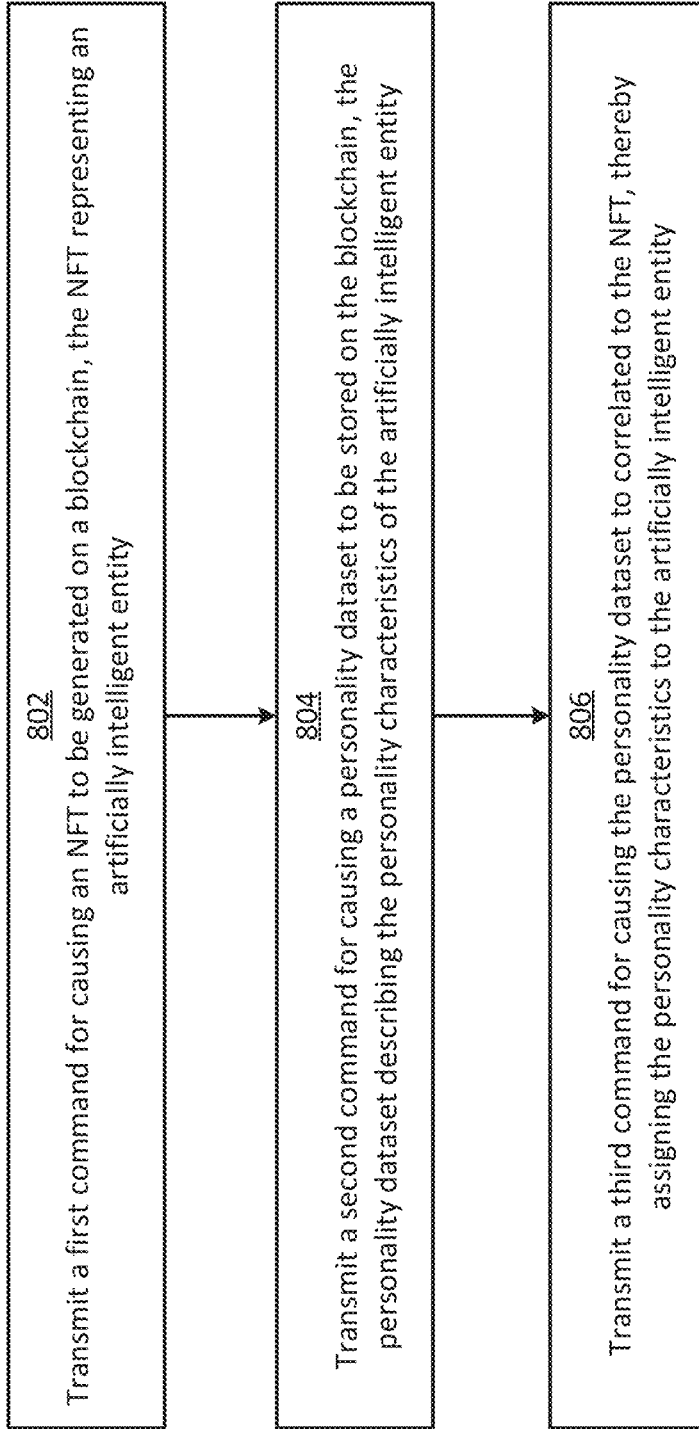 802
Transmit a first command for causing an NFT to be generated on a blockchain, the NFT representing an
artificially intelligent entity
804
Transmit a second command for causing a personality dataset to be stored on the blockchain, the
personality dataset describing the personality characteristics of the artificially intelligent entity
806
Transmit a third command for causing the personality dataset to correlated to the NFT, thereby
assigning the personality characteristics to the artificially intelligent entity